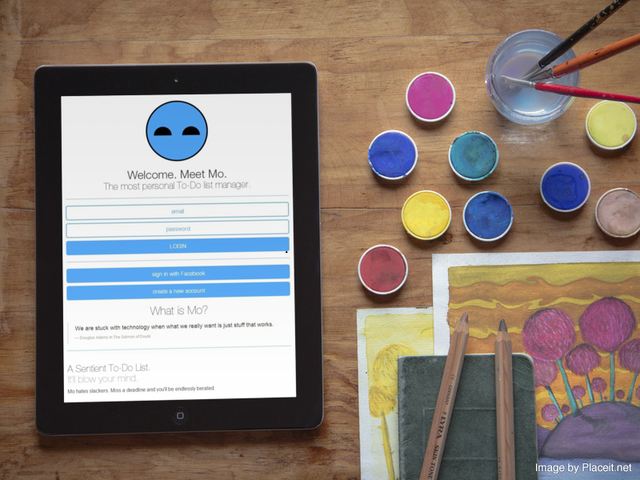 Welcome. Meet Mo.
The most personal To-Do list manager.
email
password
LOGIN
sign in with Facebook
create a new account
What is Mo?
We are stuck with technology when what we really want is just stuff that works.
— Douglas Adams in The Salmon of Doubt
A Sentient To-Do List.
It'll blow your mind.
Mo hates slackers. Miss a deadline and you'll be endlessly berated.
Image by Placeit.net